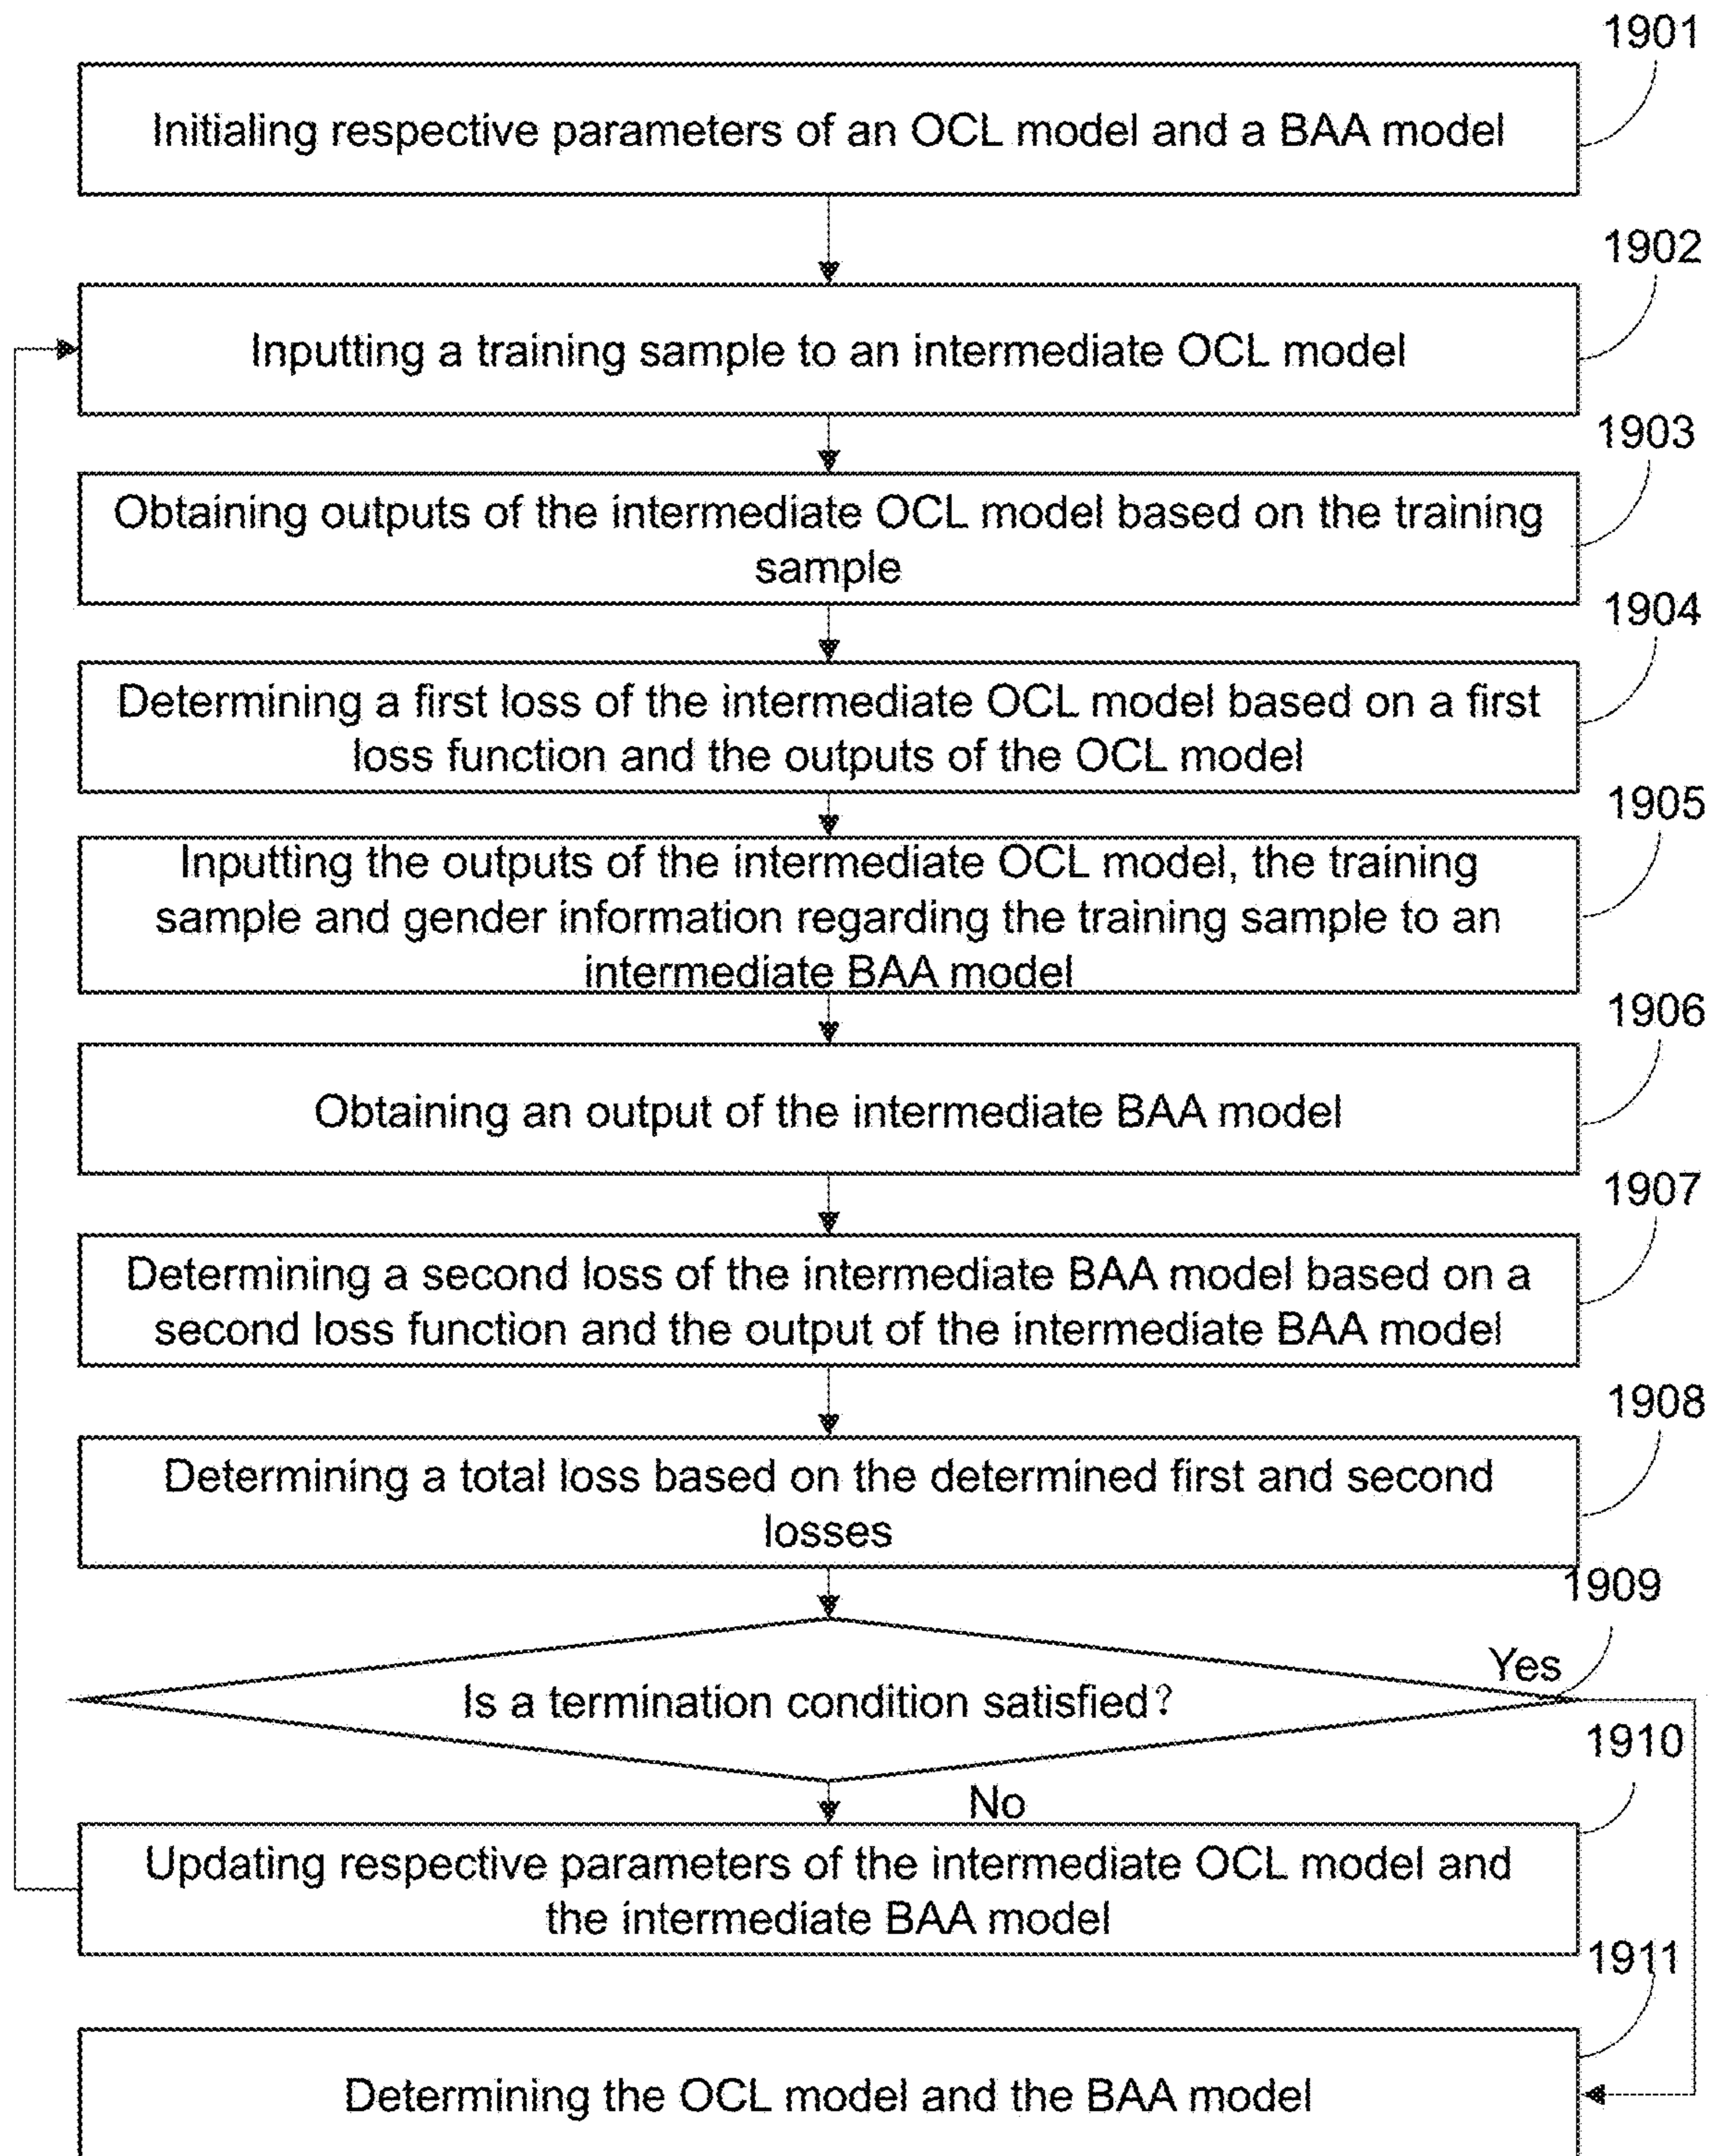 1901
Initialing respective parameters of an OCL model and a BAA model
1902
Inputting a training sample to an intermediate OCL model
1903
Obtaining outputs of the intermediate OCL model based on the training
sample
1904
Determining a first loss of the intermediate OCL model based on a first
loss function and the outputs of the OCL model
1905
Inputting the outputs of the intermediate OCL model, the training
sample and gender information regarding the training sample to an
intermediate BAA model
1906
Obtaining an output of the intermediate BAA model
1907
Determining a second loss of the intermediate BAA model based on a
second loss function and the output of the intermediate BAA model
1908
Determining a total loss based on the determined first and second
losses
1909
Yes
Is a termination condition satisfied?
1910
No
Updating respective parameters of the intermediate OCL model and
the intermediate BAA model
1911
Determining the OCL model and the BAA model